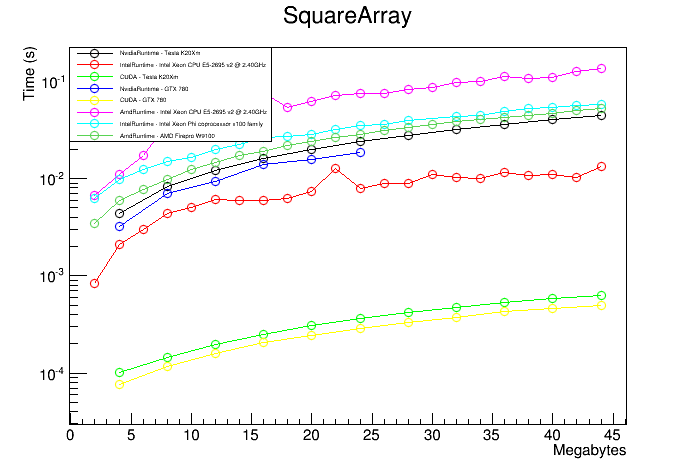 SquareArray
Time (s)
NvidiaRuntime - Tesla K20Xm
IntelRuntime - Intel Xeon CPU E5-2695 v2 @ 2.40GHz
CUDA - Tesla K20Xm
NvidiaRuntime - GTX 780
CUDA - GTX 780
AmdRuntime - Intel Xeon CPU E5-2695 v2 @ 2.40GHz
IntelRuntime - Intel Xeon Phi coprocessor x100 family
AmdRuntime - AMD Firepro W9100
10⁻¹
10⁻²
10⁻³
10⁻⁴
0 5 10 15 20 25 30 35 40 45
Megabytes